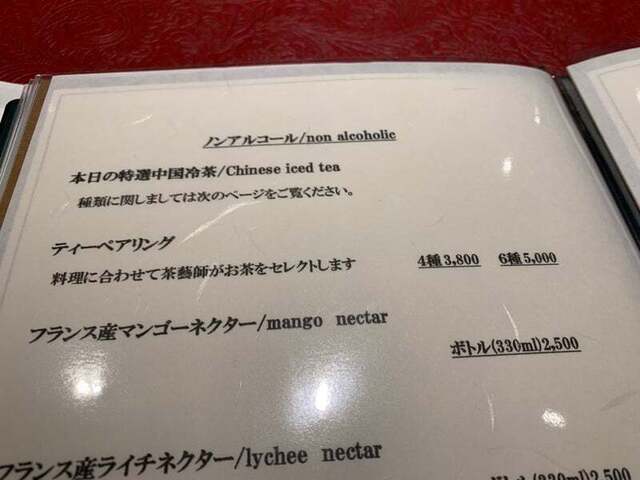 ノンアルコール/non alcoholic
本日の特選中国冷茶/Chinese iced tea
種類に関しましては次のページをご覧ください。
ティーペアリング
料理に合わせて茶藝師がお茶をセレクトします 4種3,800 6種5,000
フランス産マンゴーネクター/mango nectar
ボトル(330ml)2,500
フランス産ライチネクター/lychee nectar
ボトル(330ml)2,500